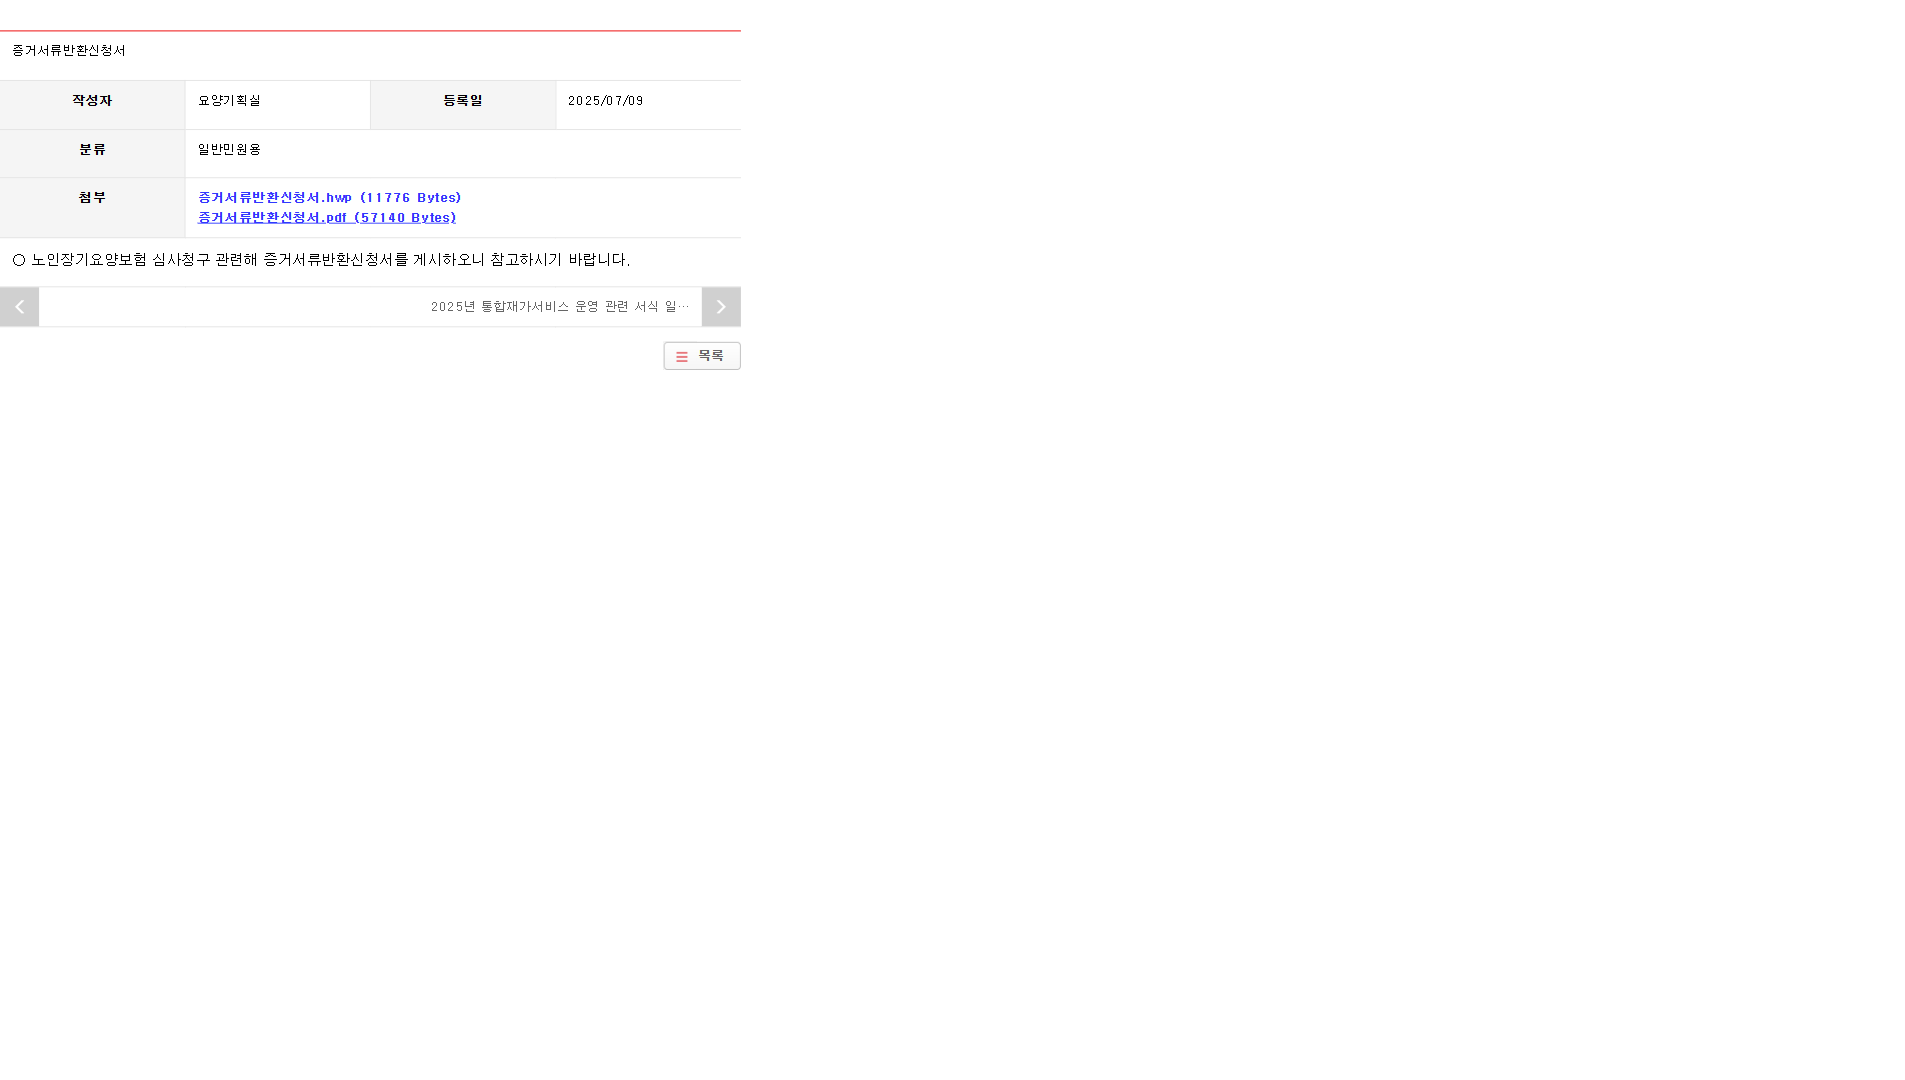 증거서류반환신청서
작성자 요양기획실 등록일 2025/07/09
분류 일반민원용
첨부 증거서류반환신청서.hwp (11776 Bytes)
증거서류반환신청서.pdf (57140 Bytes)
○ 노인장기요양보험 심사청구 관련해 증거서류반환신청서를 게시하오니 참고하시기 바랍니다.
2025년 통합재가서비스 운영 관련 서식 일…
목록